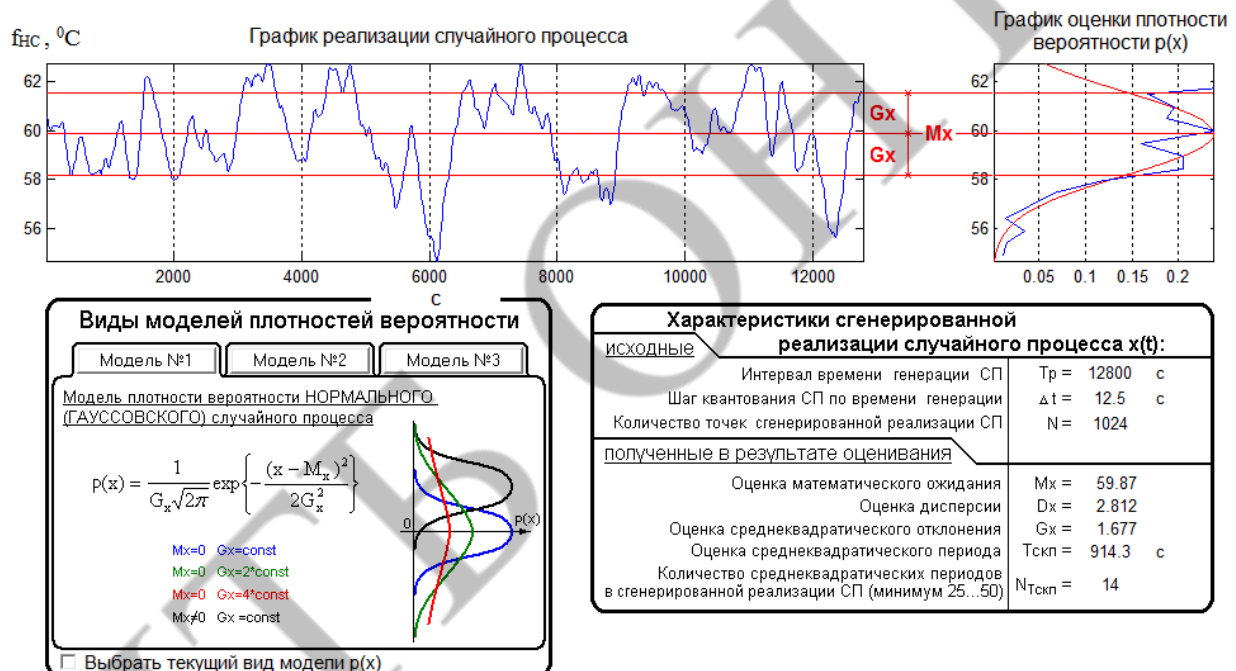 fнс , ⁰C
График реализации случайного процесса
График оценки плотности
вероятности p(x)
62
60
58
56
2000 4000 6000 8000 10000 12000
с
Gx
Mx
Gx
62
60
58
56
0.05 0.1 0.15 0.2
Виды моделей плотностей вероятности
Модель №1 Модель №2 Модель №3
Модель плотности вероятности НОРМАЛЬНОГО
(ГАУССОВСКОГО) случайного процесса
p(x) = 1/(Gx√2π) exp{-(x – Mx)²/(2Gx²)}
0 p(x)
Mx=0 Gx=const
Mx=0 Gx=2*const
Mx=0 Gx=4*const
Mx≠0 Gx =const
Выбрать текущий вид модели p(x)
Характеристики сгенерированной
исходные реализации случайного процесса x(t):
Интервал времени генерации СП Tp = 12800 с
Шаг квантования СП по времени генерации Δt = 12.5 с
Количество точек сгенерированной реализации СП N = 1024
полученные в результате оценивания
Оценка математического ожидания Mx = 59.87
Оценка дисперсии Dx = 2.812
Оценка среднеквадратического отклонения Gx = 1.677
Оценка среднеквадратического периода Tскп = 914.3 с
Количество среднеквадратических периодов
в сгенерированной реализации СП (минимум 25...50) NTскп = 14